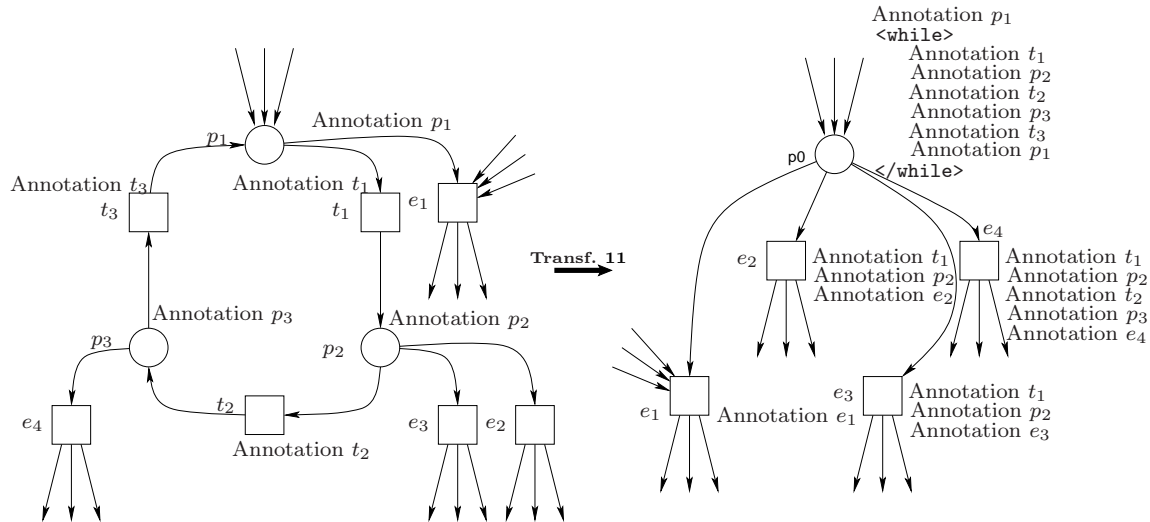 Annotation p₁
p₁
Annotation t₃
t₃
Annotation t₁
t₁
e₁
Annotation p₃
p₃
Annotation p₂
p₂
t₂
Annotation t₂
e₄
e₃
e₂
Transf. 11
Annotation p₁
<while>
Annotation t₁
Annotation p₂
Annotation t₂
Annotation p₃
Annotation t₃
Annotation p₁
</while>
p0
e₂
Annotation t₁
Annotation p₂
Annotation e₂
e₄
Annotation t₁
Annotation p₂
Annotation t₂
Annotation p₃
Annotation e₄
e₁
Annotation e₁
e₃
Annotation t₁
Annotation p₂
Annotation e₃